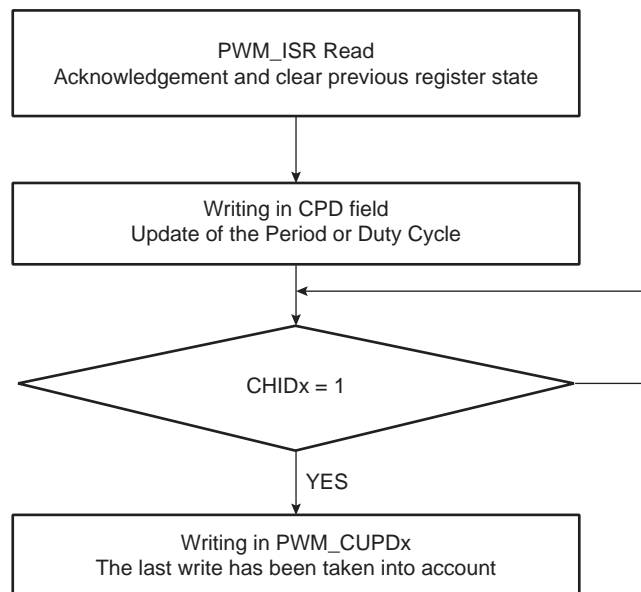 PWM_ISR Read
Acknowledgement and clear previous register state
Writing in CPD field
Update of the Period or Duty Cycle
CHIDx = 1
YES
Writing in PWM_CUPDx
The last write has been taken into account